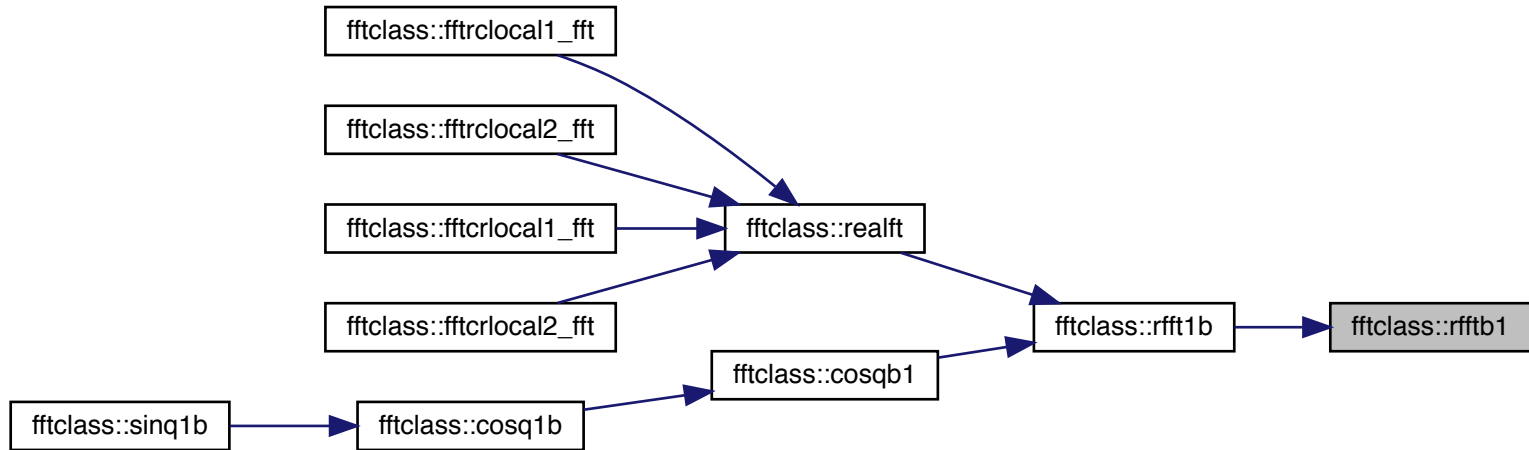 fftclass::fftrclocal1_fft
fftclass::fftrclocal2_fft
fftclass::fftcrlocal1_fft
fftclass::realft
fftclass::fftcrlocal2_fft
fftclass::rfft1b
fftclass::rfftb1
fftclass::cosqb1
fftclass::sinq1b
fftclass::cosq1b